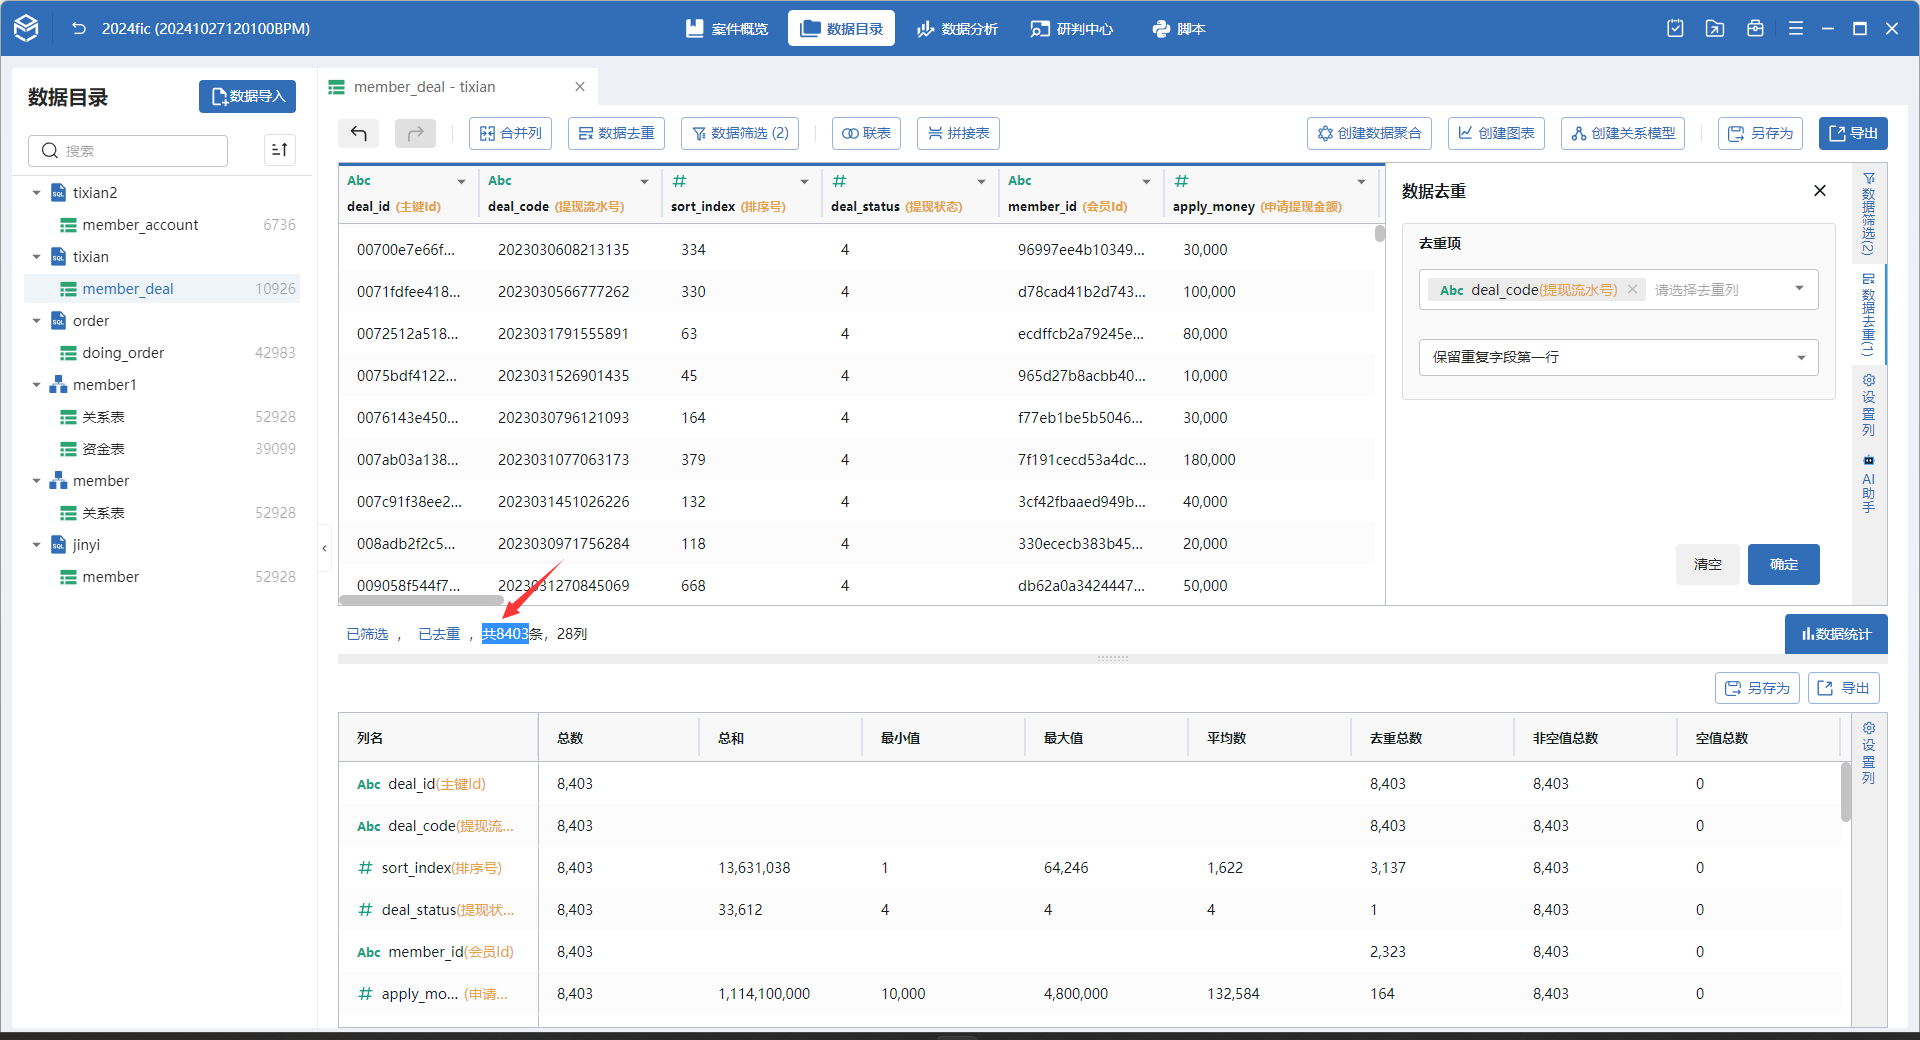 2024fic (20241027120100BPM)
案件概览
数据目录
数据分析
研判中心
脚本
数据目录
数据导入
搜索
tixian2
member_account 6736
tixian
member_deal 10926
order
doing_order 42983
member1
关系表 52928
资金表 39099
member
关系表 52928
jinyi
member 52928
member_deal - tixian
合并列
数据去重
数据筛选 (2)
联表
拼接表
创建数据聚合
创建图表
创建关系模型
另存为
导出
Abc Abc # # Abc #
deal_id (主键Id) deal_code (提现流水号) sort_index (排序号) deal_status (提现状态) member_id (会员Id) apply_money (申请提现金额)
00700e7e66f... 2023030608213135 334 4 96997ee4b10349... 30,000
0071fdfee418... 2023030566777262 330 4 d78cad41b2d743... 100,000
0072512a518... 2023031791555891 63 4 ecdffcb2a79245e... 80,000
0075bdf4122... 2023031526901435 45 4 965d27b8acbb40... 10,000
0076143e450... 2023030796121093 164 4 f77eb1be5b5046... 30,000
007ab03a138... 2023031077063173 379 4 7f191cecd53a4dc... 180,000
007c91f38ee2... 2023031451026226 132 4 3cf42fbaaed949b... 40,000
008adb2f2c5... 2023030971756284 118 4 330ececb383b45... 20,000
009058f544f7... 2023031270845069 668 4 db62a0a3424447... 50,000
数据去重
去重项
Abc deal_code(提现流水号) 请选择去重列
保留重复字段第一行
清空
确定
数据筛选(2)
数据去重(1)
设置列
AI助手
已筛选 ， 已去重 ，共8403条，28列
数据统计
另存为
导出
列名 总数 总和 最小值 最大值 平均数 去重总数 非空值总数 空值总数
Abc deal_id(主键Id) 8,403 8,403 8,403 0
Abc deal_code(提现流... 8,403 8,403 8,403 0
# sort_index(排序号) 8,403 13,631,038 1 64,246 1,622 3,137 8,403 0
# deal_status(提现状... 8,403 33,612 4 4 4 1 8,403 0
Abc member_id(会员Id) 8,403 2,323 8,403 0
# apply_mo... (申请... 8,403 1,114,100,000 10,000 4,800,000 132,584 164 8,403 0
设置列